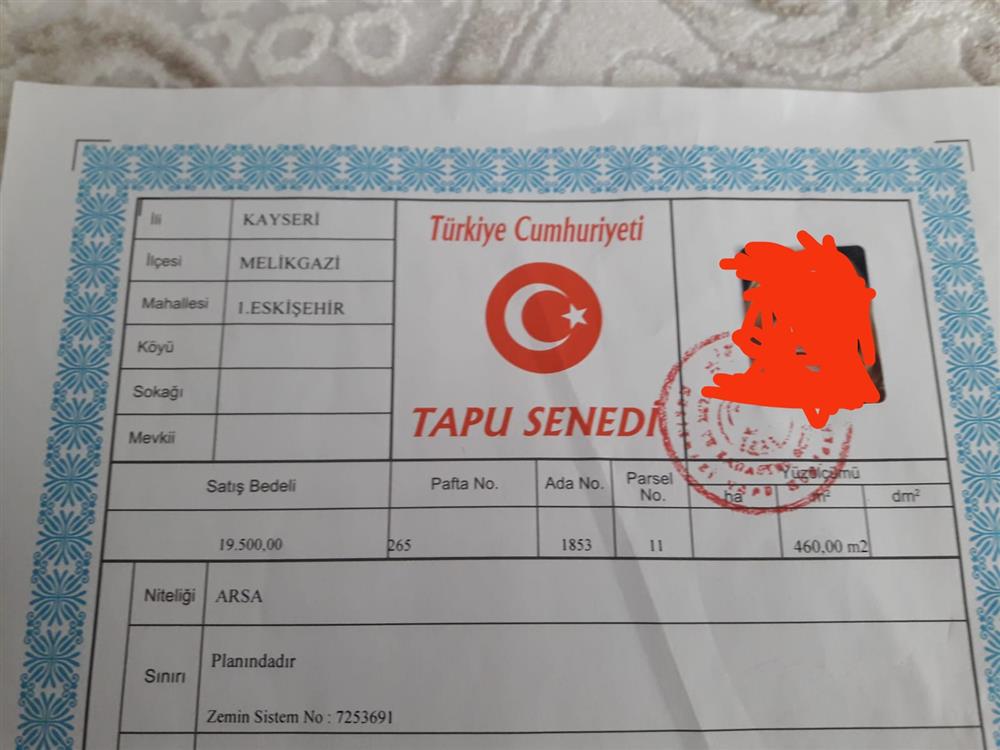 İli KAYSERİ
İlçesi MELİKGAZİ
Mahallesi 1.ESKİŞEHİR
Köyü
Sokağı
Mevkii
Türkiye Cumhuriyeti
TAPU SENEDİ
Satış Bedeli Pafta No. Ada No. Parsel No. Yüzölçümü
ha m² dm²
19.500,00 265 1853 11 460,00 m2
Niteliği ARSA
Sınırı Planındadır
Zemin Sistem No : 7253691